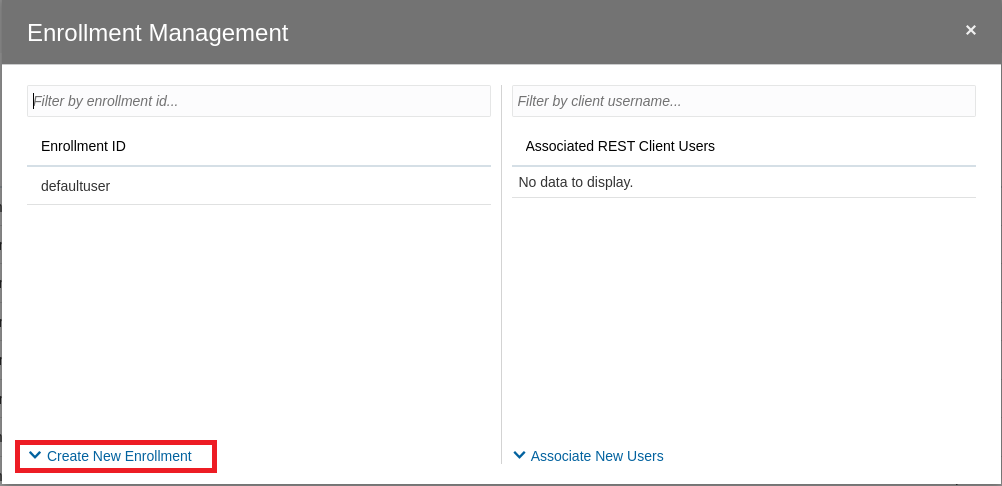 Enrollment Management
×
Filter by enrollment id...
Enrollment ID
defaultuser
Create New Enrollment
Filter by client username...
Associated REST Client Users
No data to display.
Associate New Users